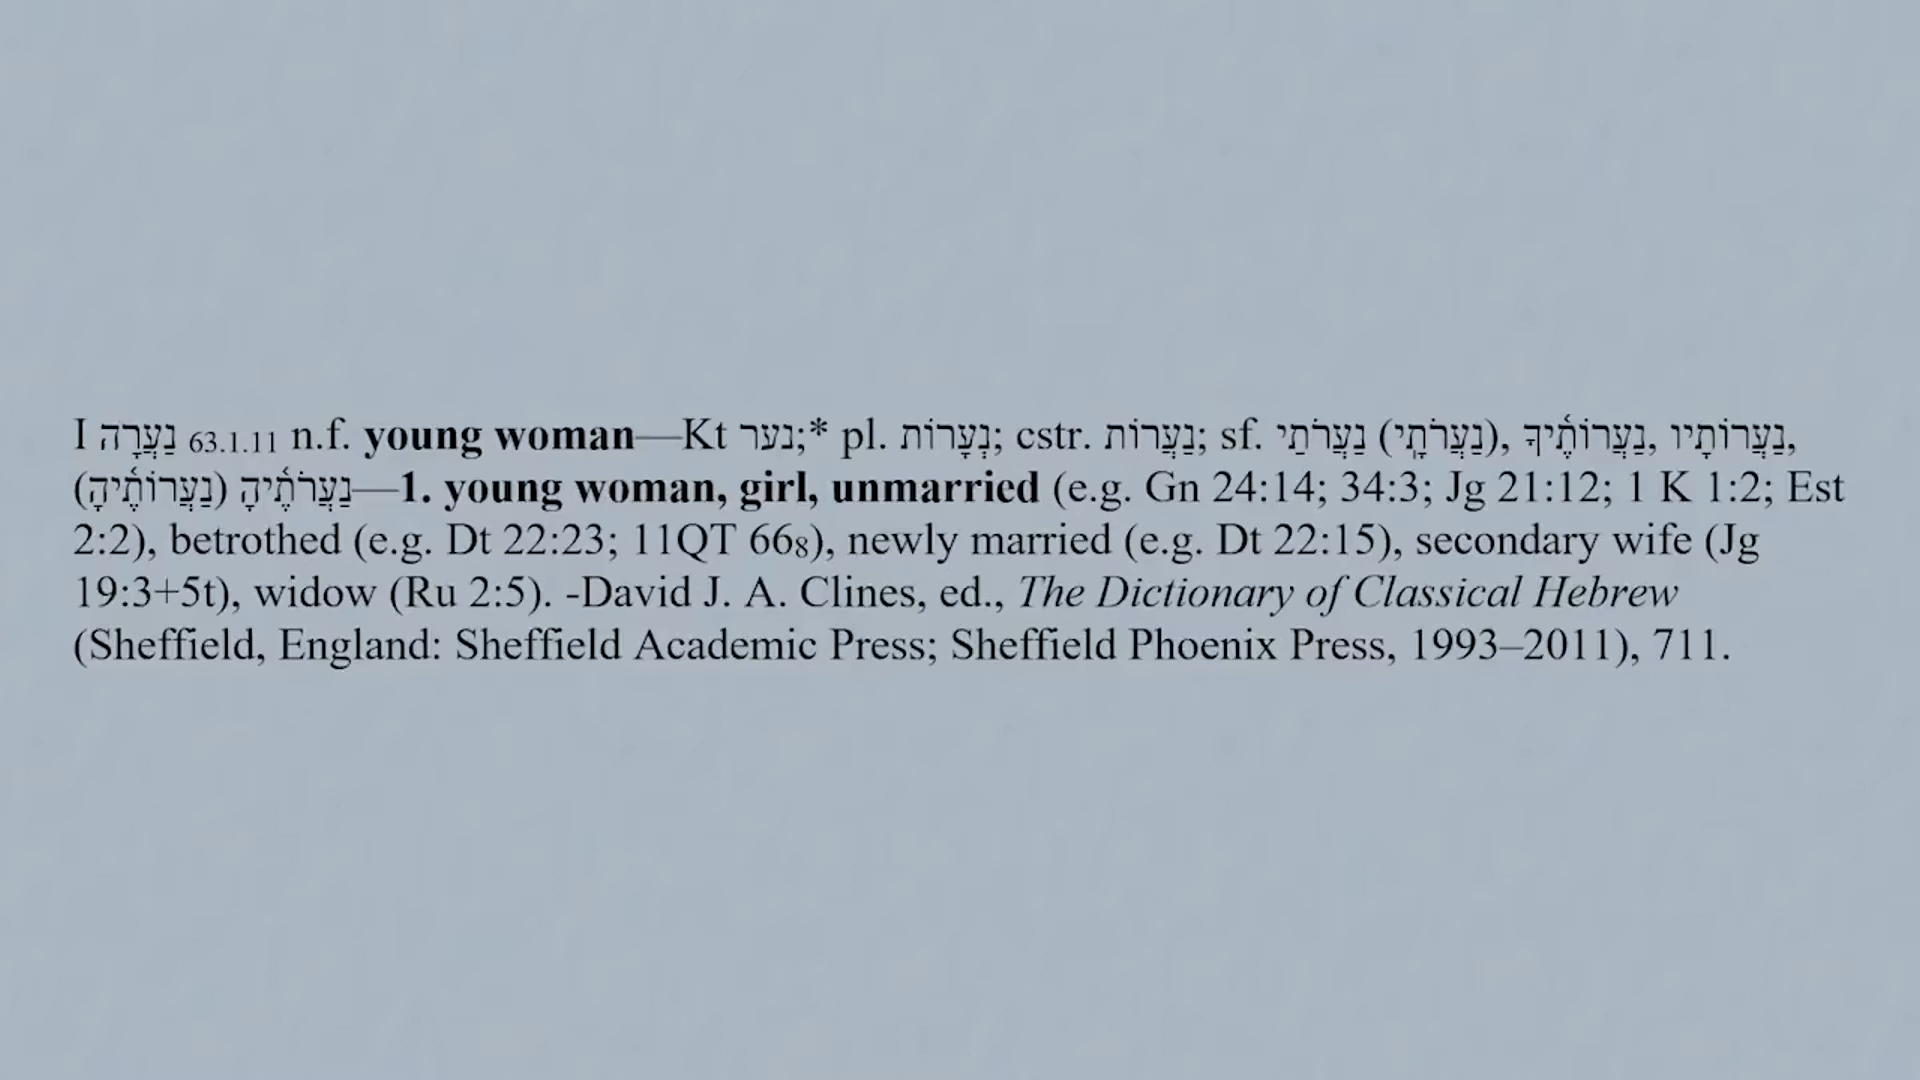 I נַעֲרָה 63.1.11 n.f. young woman—Kt נער;* pl. נְעָרוֹת; cstr. נַעֲרוֹת; sf. נַעֲרֹתַי (נַעֲרֹתָֽי), נַעֲרוֹתֶ֫יךָ, נַעֲרוֹתָיו,
(נַעֲרוֹתֶ֫יהָ) נַעֲרֹתֶ֫יהָ—1. young woman, girl, unmarried (e.g. Gn 24:14; 34:3; Jg 21:12; 1 K 1:2; Est
2:2), betrothed (e.g. Dt 22:23; 11QT 66₈), newly married (e.g. Dt 22:15), secondary wife (Jg
19:3+5t), widow (Ru 2:5). -David J. A. Clines, ed., The Dictionary of Classical Hebrew
(Sheffield, England: Sheffield Academic Press; Sheffield Phoenix Press, 1993–2011), 711.